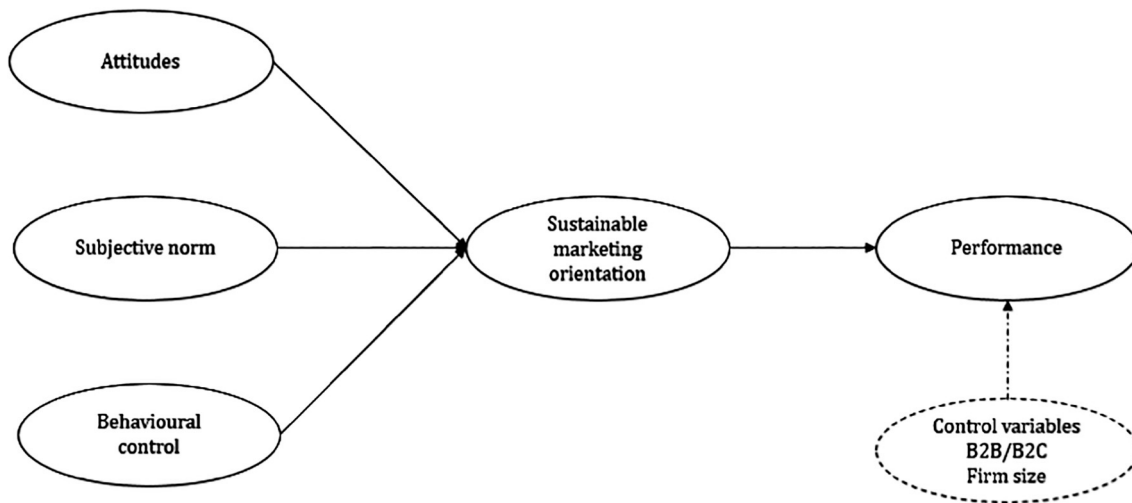 Attitudes
Subjective norm
Behavioural
control
Sustainable
marketing
orientation
Performance
Control variables
B2B/B2C
Firm size